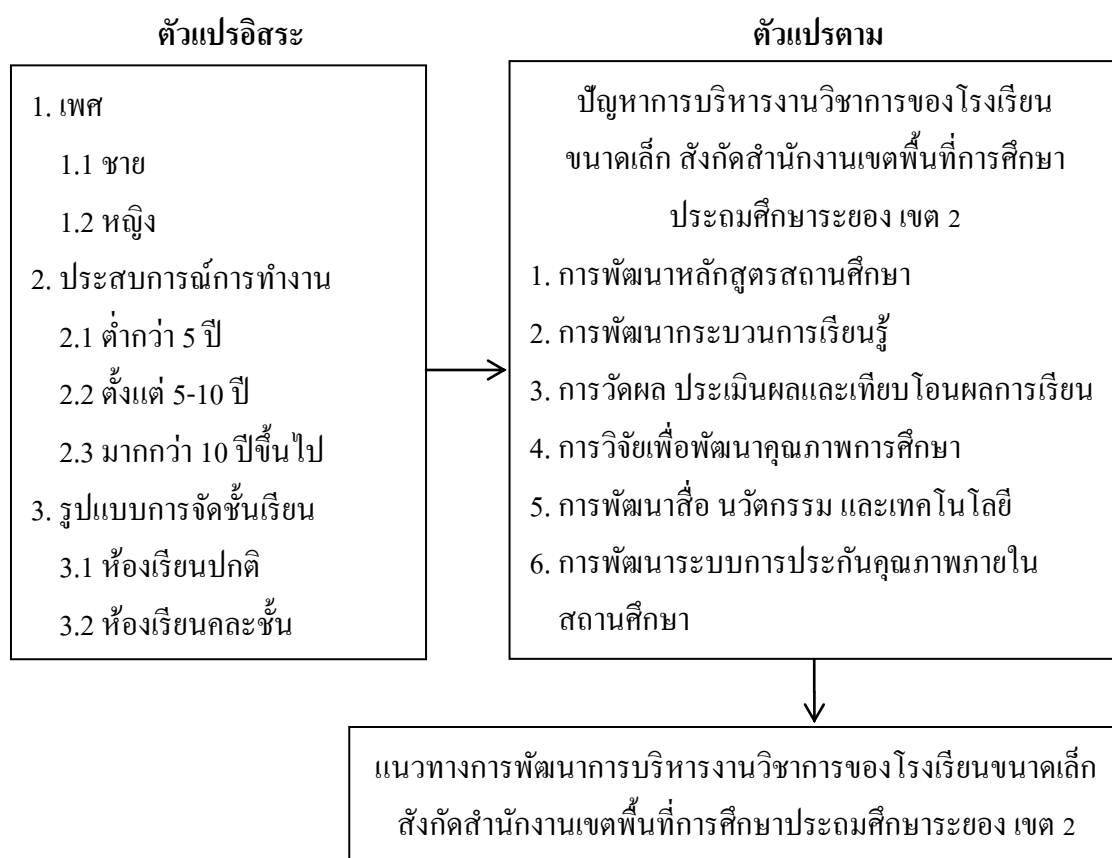 ตัวแปรอิสระ
1. เพศ
1.1 ชาย
1.2 หญิง
2. ประสบการณ์การทำงาน
2.1 ต่ำกว่า 5 ปี
2.2 ตั้งแต่ 5-10 ปี
2.3 มากกว่า 10 ปีขึ้นไป
3. รูปแบบการจัดชั้นเรียน
3.1 ห้องเรียนปกติ
3.2 ห้องเรียนคละชั้น
ตัวแปรตาม
ปัญหาการบริหารงานวิชาการของโรงเรียน
ขนาดเล็ก สังกัดสำนักงานเขตพื้นที่การศึกษา
ประถมศึกษาระยอง เขต 2
1. การพัฒนาหลักสูตรสถานศึกษา
2. การพัฒนากระบวนการเรียนรู้
3. การวัดผล ประเมินผลและเทียบโอนผลการเรียน
4. การวิจัยเพื่อพัฒนาคุณภาพการศึกษา
5. การพัฒนาสื่อ นวัตกรรม และเทคโนโลยี
6. การพัฒนาระบบการประกันคุณภาพภายใน
สถานศึกษา
แนวทางการพัฒนาการบริหารงานวิชาการของโรงเรียนขนาดเล็ก
สังกัดสำนักงานเขตพื้นที่การศึกษาประถมศึกษาระยอง เขต 2